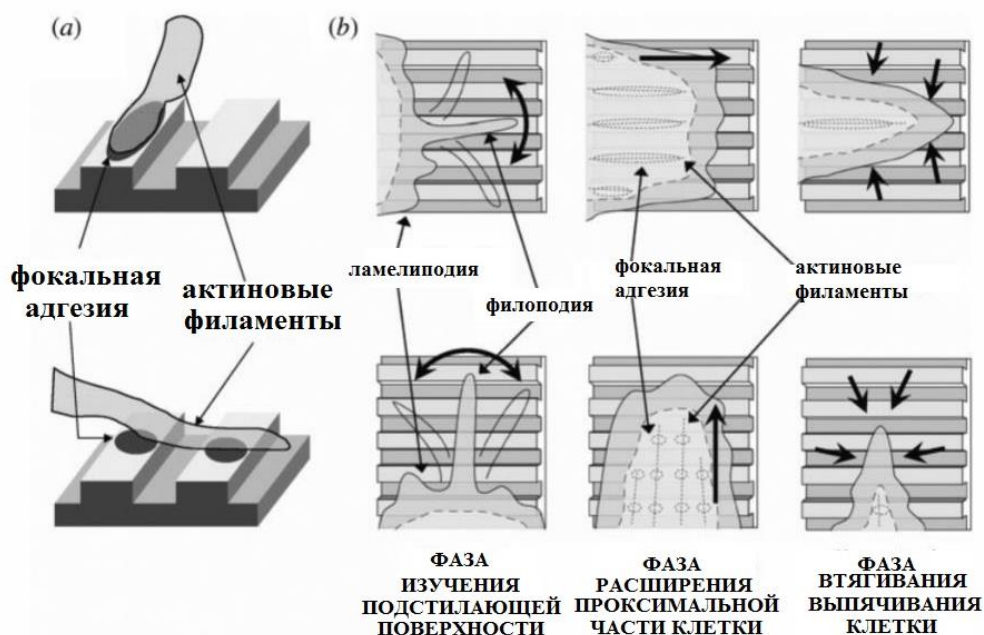 (a)
(b)
фокальная
адгезия
актиновые
филаменты
ламелиподия
филоподия
фокальная
адгезия
актиновые
филаменты
ФАЗА
ИЗУЧЕНИЯ
ПОДСТИЛАЮЩЕЙ
ПОВЕРХНОСТИ
ФАЗА
РАСШИРЕНИЯ
ПРОКСИМАЛЬНОЙ
ЧАСТИ КЛЕТКИ
ФАЗА
ВТЯГИВАНИЯ
ВЫПЯЧИВАНИЯ
КЛЕТКИ